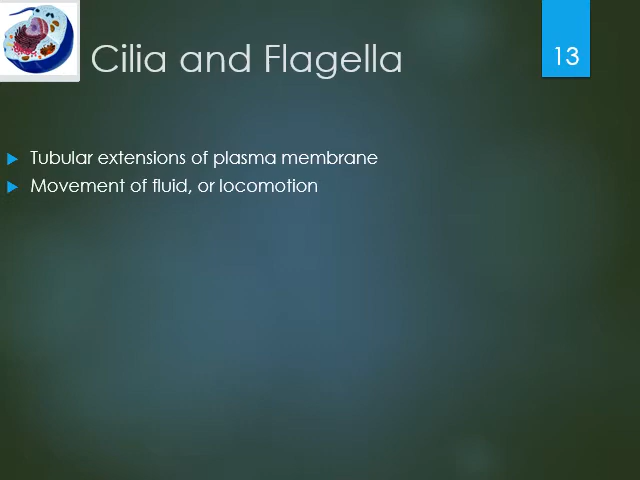 Cilia and Flagella
13
Tubular extensions of plasma membrane
Movement of fluid, or locomotion